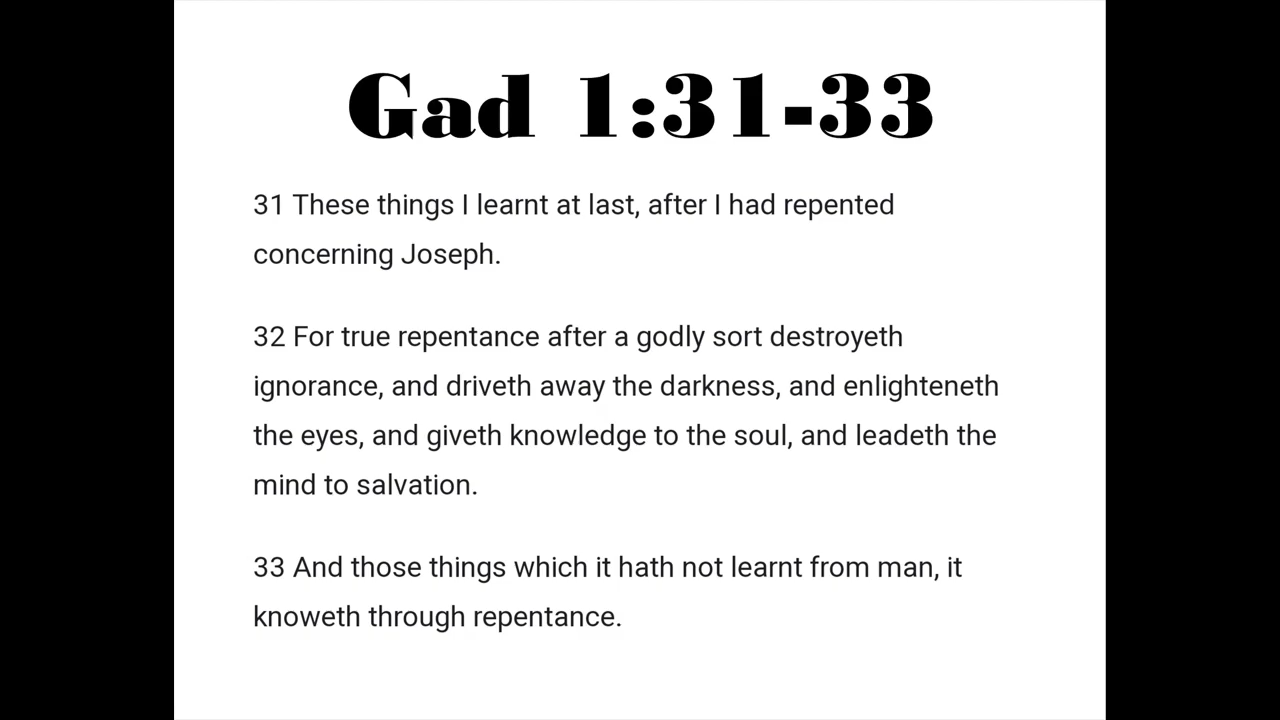 Gad 1:31-33
31 These things I learnt at last, after I had repented
concerning Joseph.
32 For true repentance after a godly sort destroyeth
ignorance, and driveth away the darkness, and enlighteneth
the eyes, and giveth knowledge to the soul, and leadeth the
mind to salvation.
33 And those things which it hath not learnt from man, it
knoweth through repentance.